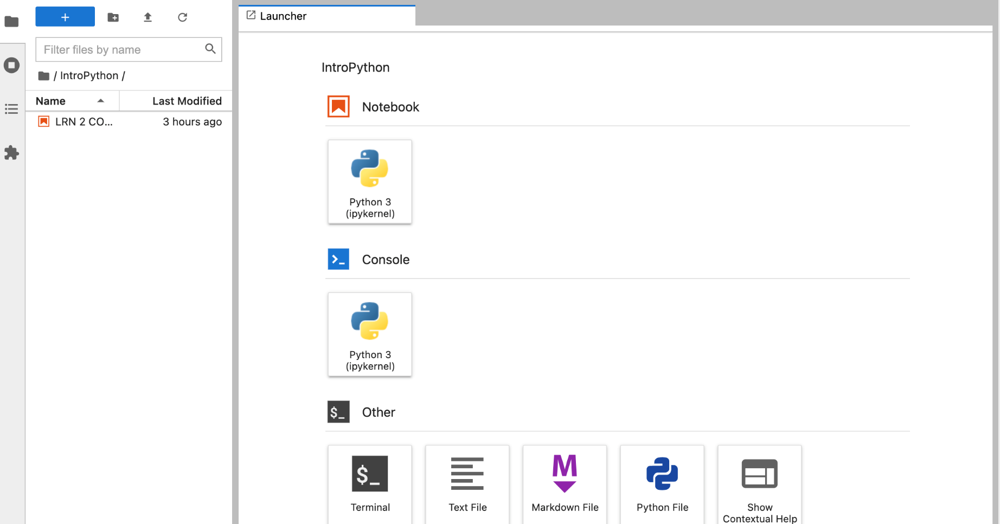 Launcher
Filter files by name
/ IntroPython /
Name
Last Modified
LRN 2 CO...
3 hours ago
IntroPython
Notebook
Python 3
(ipykernel)
Console
Python 3
(ipykernel)
$_ Other
$_
Terminal
Text File
M
Markdown File
Python File
Show
Contextual Help